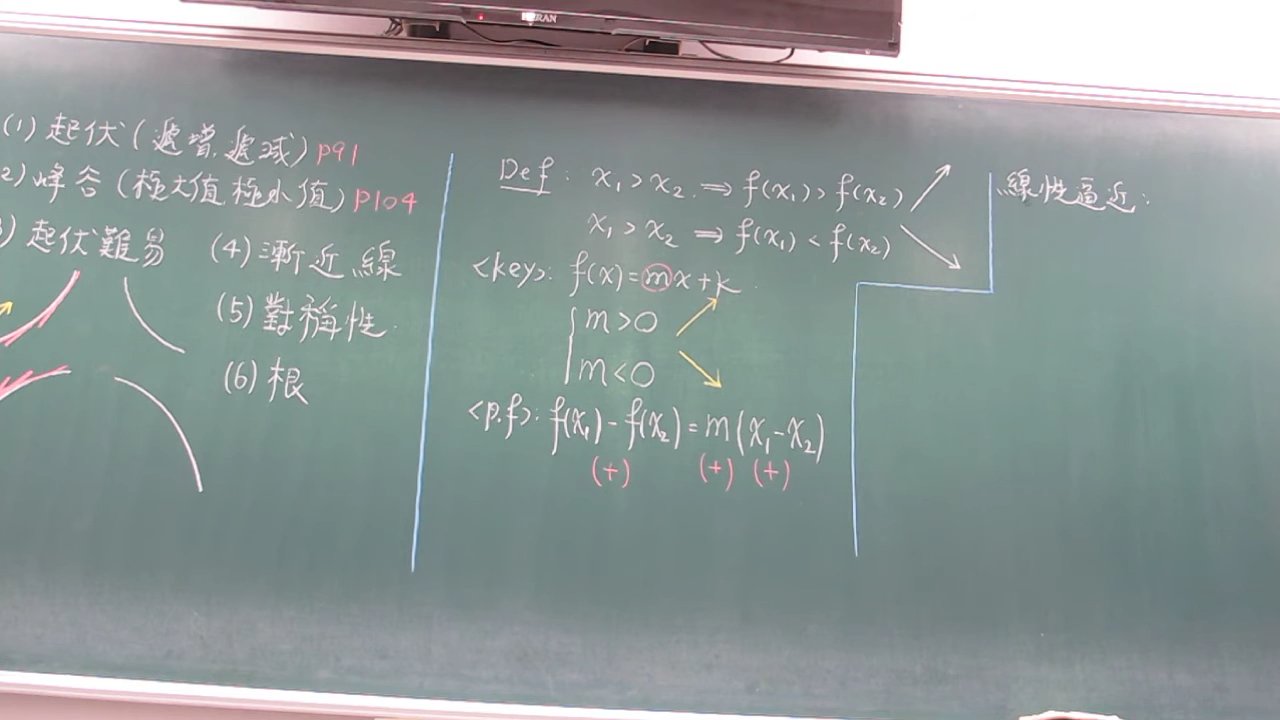 (1) 起伏(遞增,遞減) P91
2) 峰谷(極大值 極小值) P104
) 起伏難易
(4) 漸近線
(5) 對稱性.
(6) 根
Def: x₁>x₂ ⇒ f(x₁)>f(x₂)
x₁>x₂ ⇒ f(x₁)<f(x₂)
<key>: f(x)=mx+k
m>0
m<0
<p.f>: f(x₁)-f(x₂)=m(x₁-x₂)
(+) (+) (+)
線性逼近: